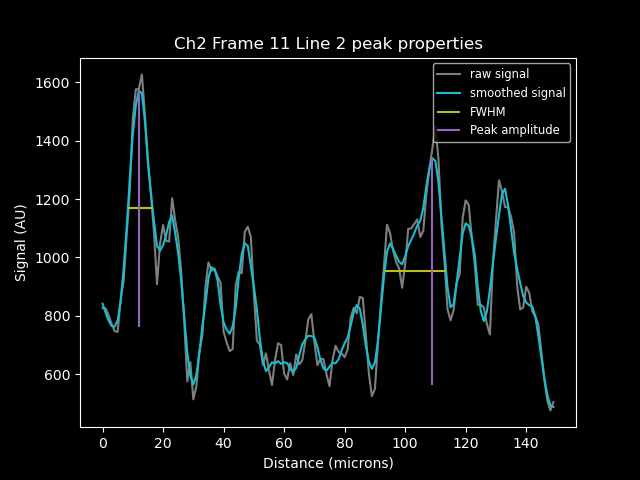 Ch2 Frame 11 Line 2 peak properties
raw signal
smoothed signal
FWHM
Peak amplitude
1600
1400
1200
1000
800
600
Signal (AU)
0 20 40 60 80 100 120 140
Distance (microns)